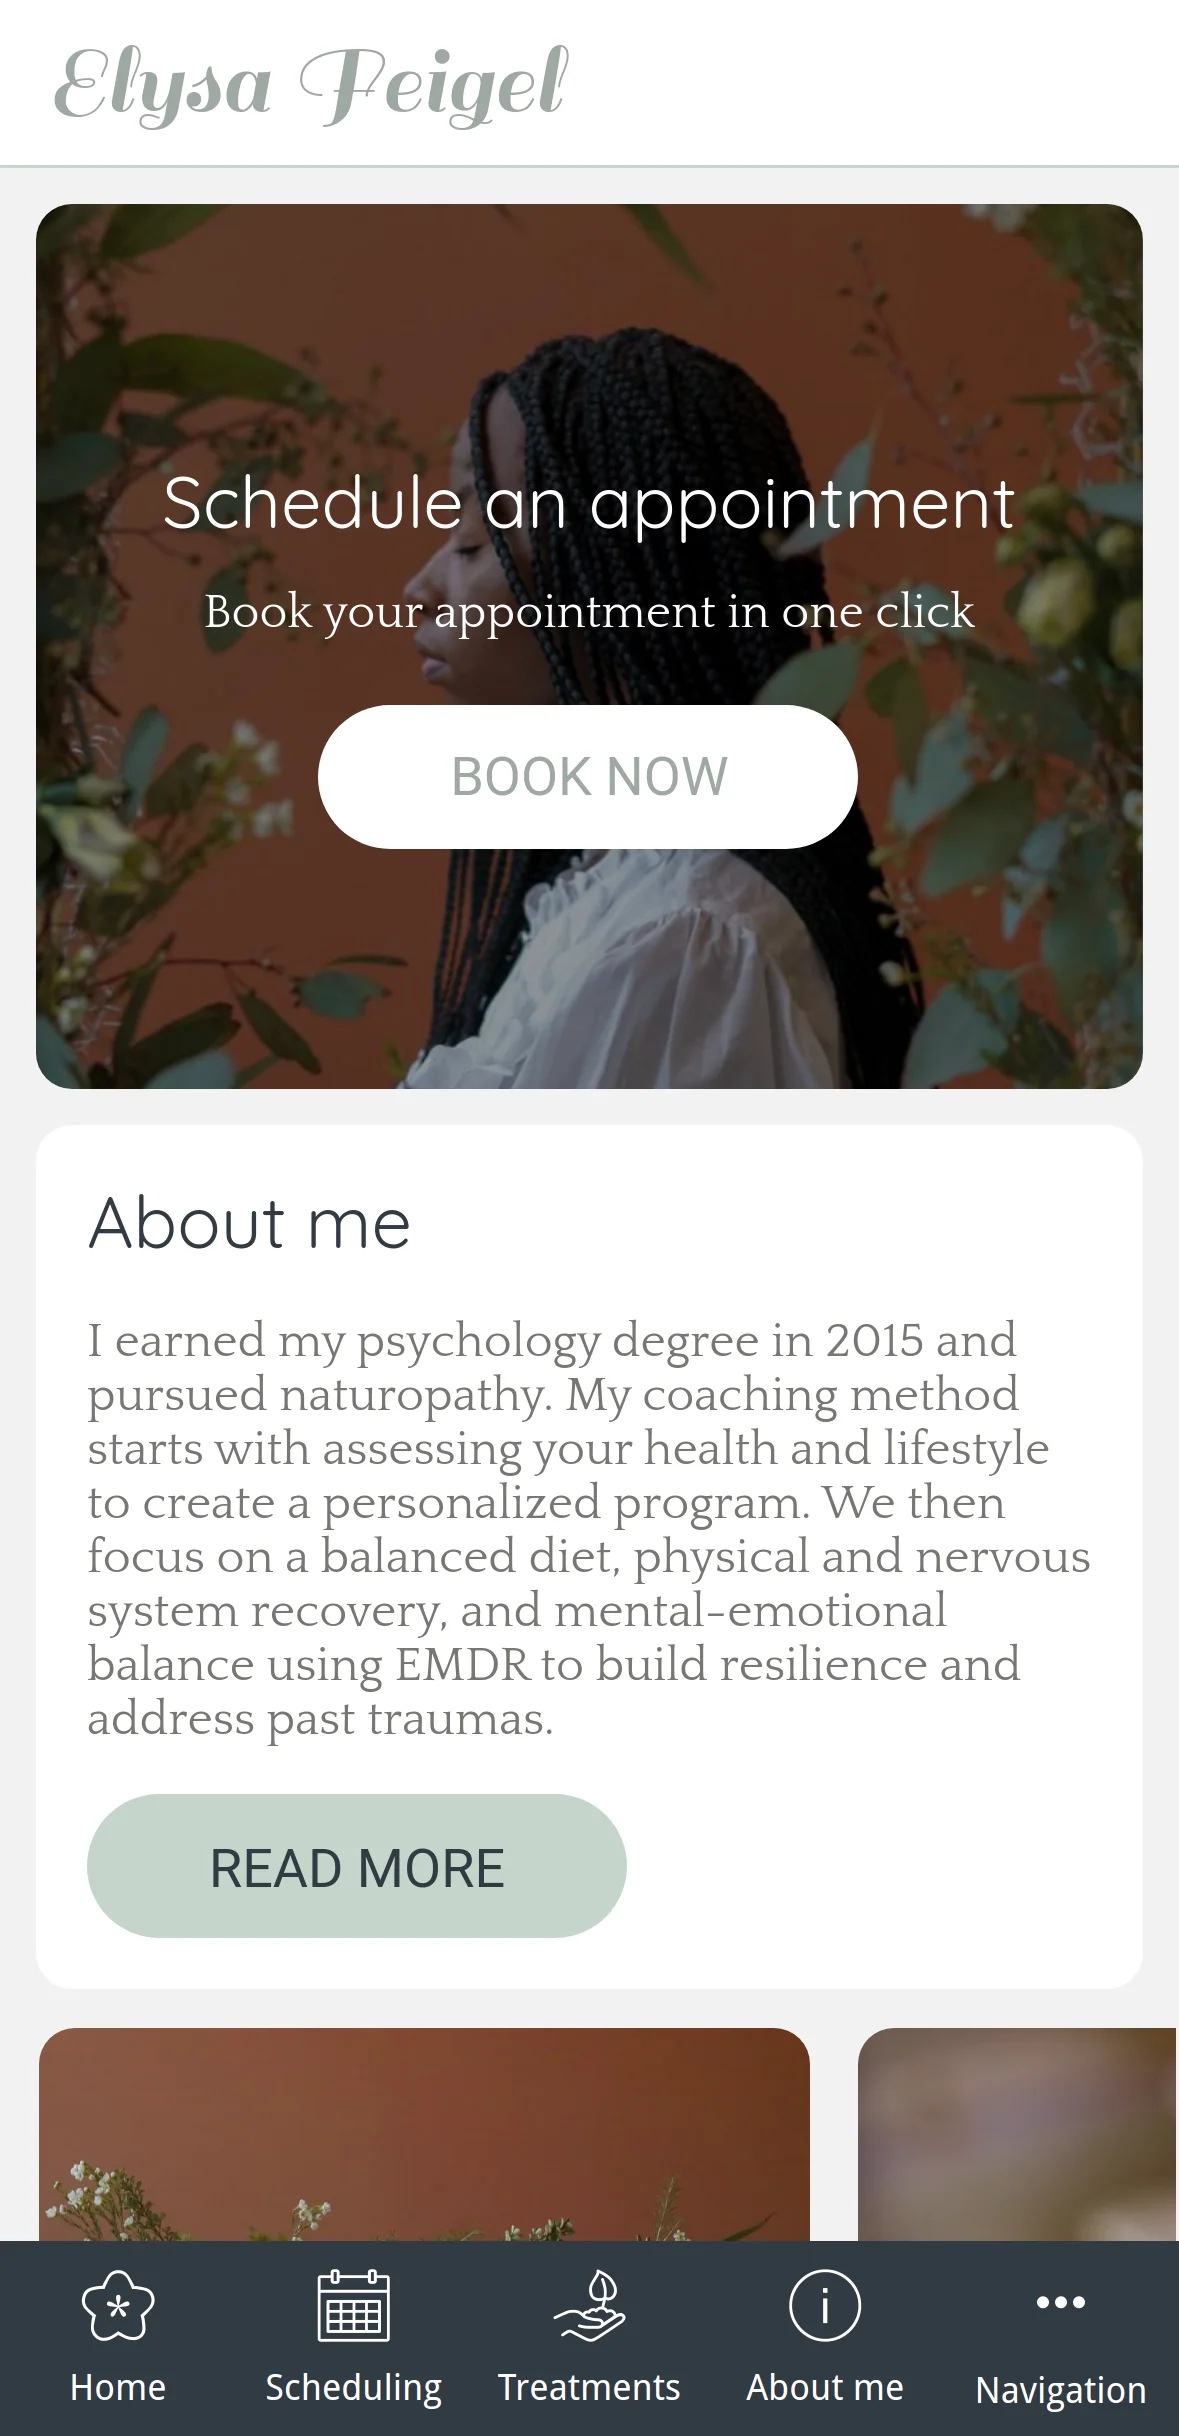 Elysa Feigel
Schedule an appointment
Book your appointment in one click
BOOK NOW
About me
I earned my psychology degree in 2015 and
pursued naturopathy. My coaching method
starts with assessing your health and lifestyle
to create a personalized program. We then
focus on a balanced diet, physical and nervous
system recovery, and mental-emotional
balance using EMDR to build resilience and
address past traumas.
READ MORE
Home
Scheduling
Treatments
About me
Navigation